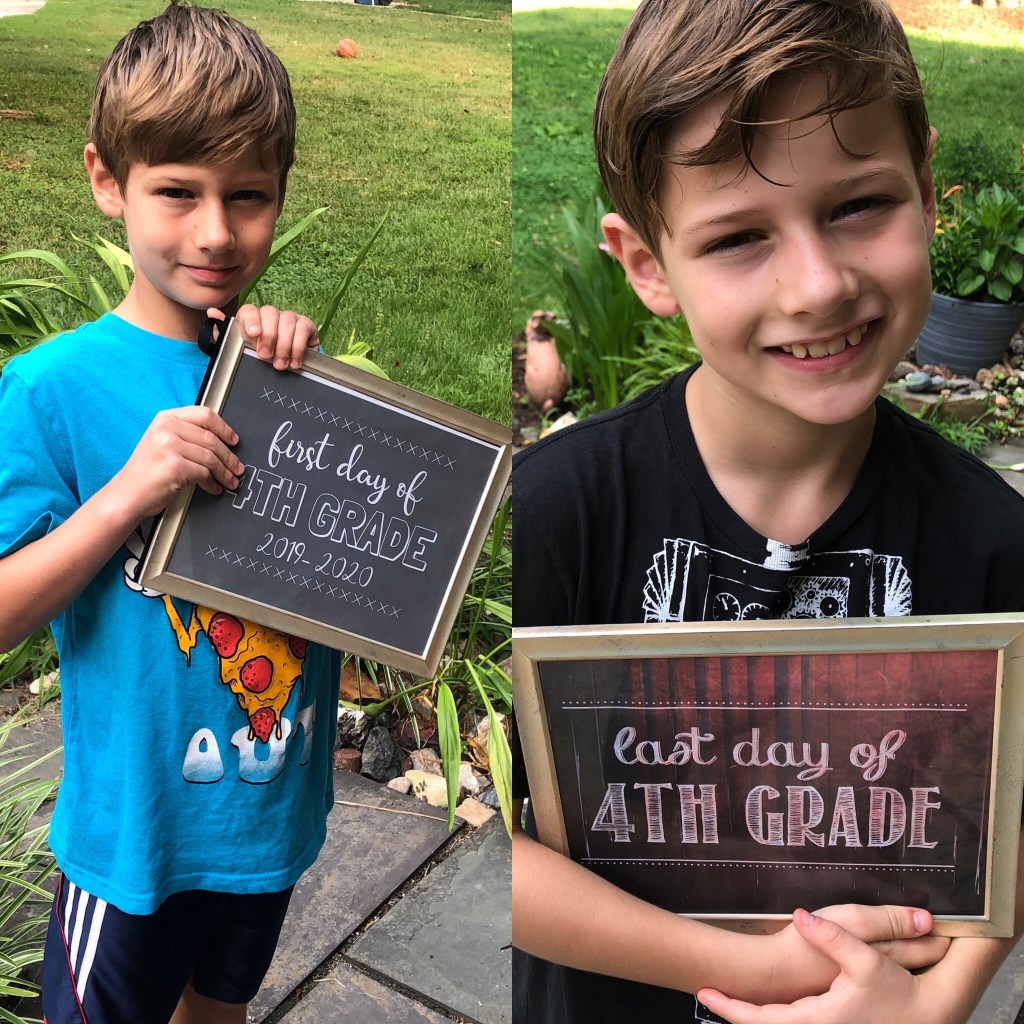 first day of
4TH GRADE
2019-2020
last day of
4TH GRADE